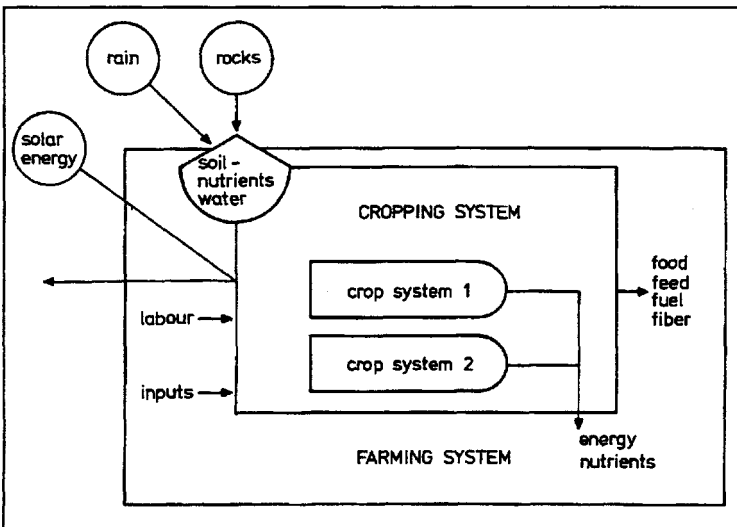 rain
rocks
solar
energy
soil-
nutrients
water
CROPPING SYSTEM
crop system 1
crop system 2
labour
inputs
food
feed
fuel
fiber
energy
nutrients
FARMING SYSTEM